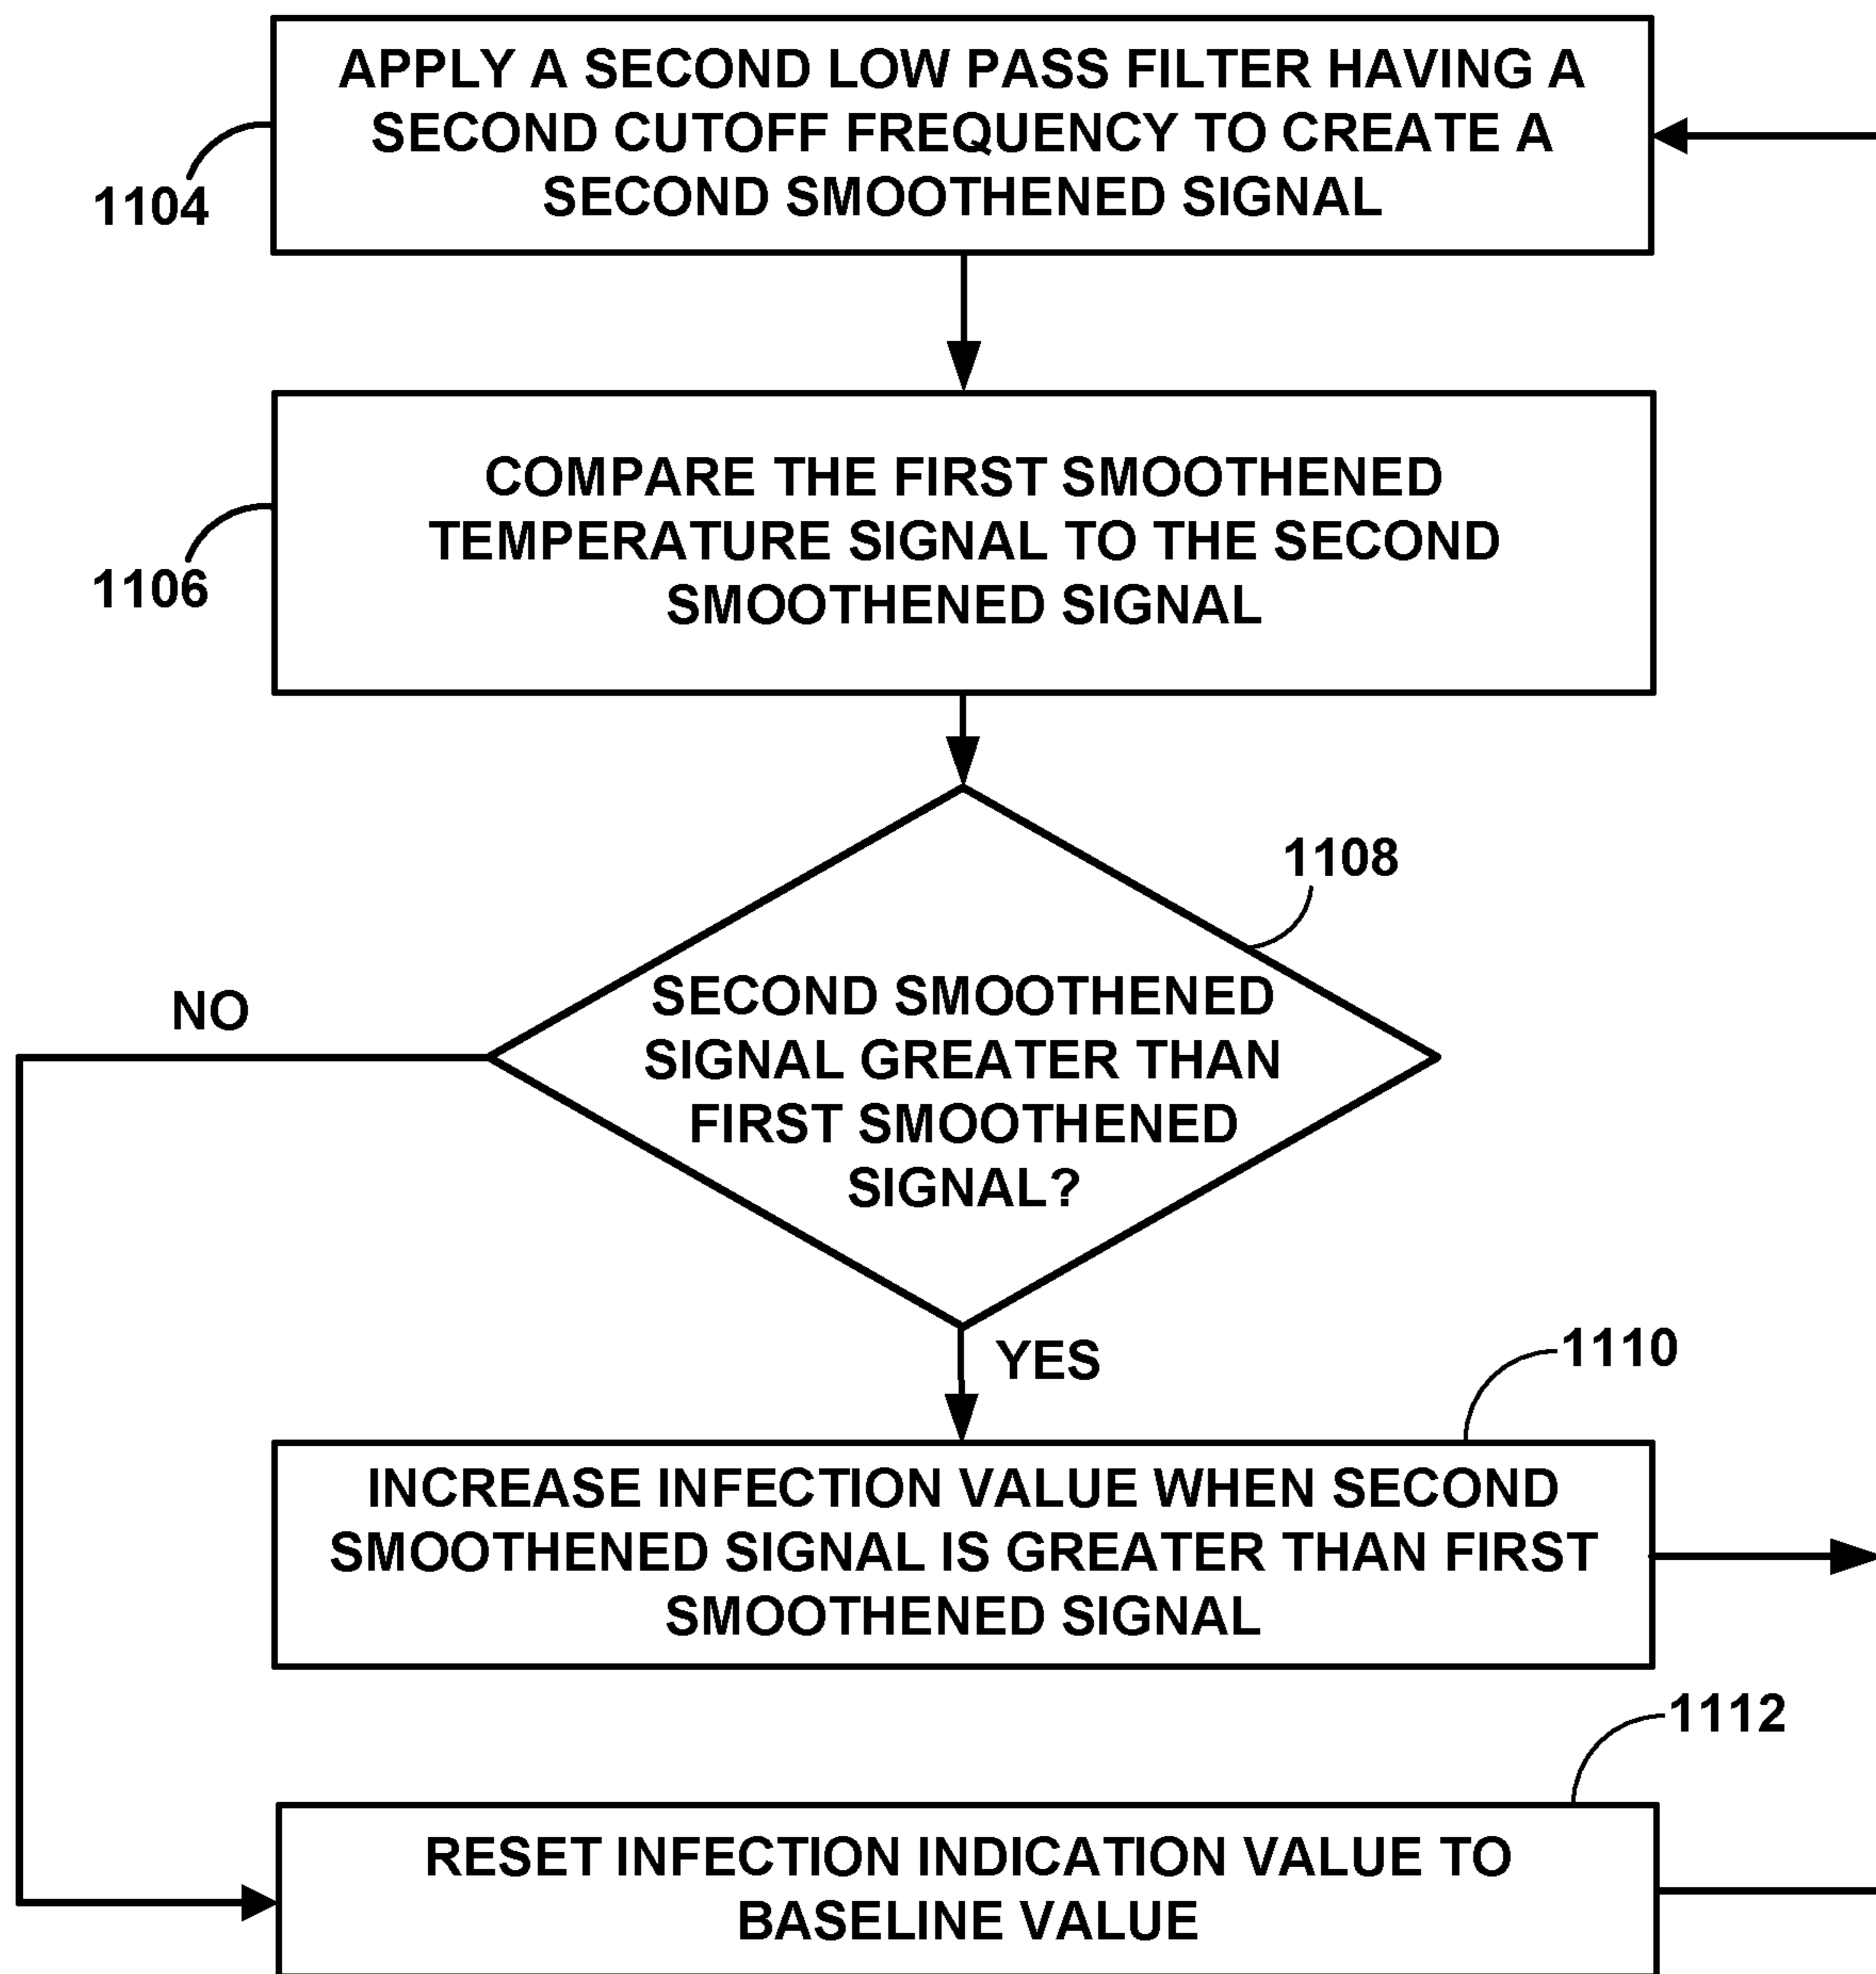 APPLY A SECOND LOW PASS FILTER HAVING A
SECOND CUTOFF FREQUENCY TO CREATE A
SECOND SMOOTHENED SIGNAL
1104
COMPARE THE FIRST SMOOTHENED
TEMPERATURE SIGNAL TO THE SECOND
SMOOTHENED SIGNAL
1106
1108
SECOND SMOOTHENED
SIGNAL GREATER THAN
FIRST SMOOTHENED
SIGNAL?
NO
YES
1110
INCREASE INFECTION VALUE WHEN SECOND
SMOOTHENED SIGNAL IS GREATER THAN FIRST
SMOOTHENED SIGNAL
1112
RESET INFECTION INDICATION VALUE TO
BASELINE VALUE